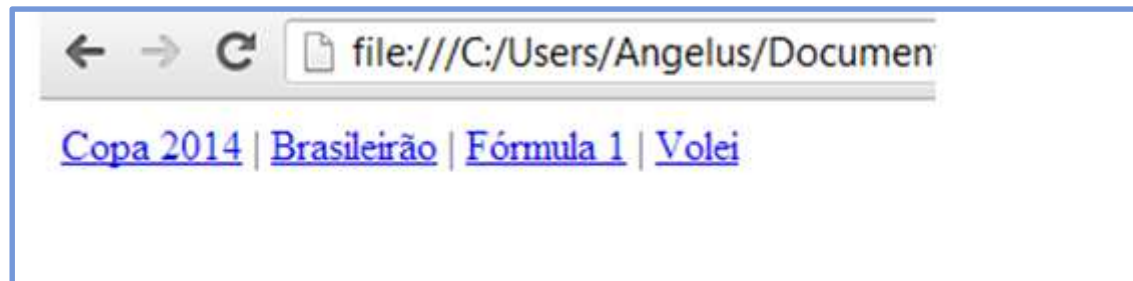 file:///C:/Users/Angelus/Documen
Copa 2014 | Brasileirão | Fórmula 1 | Volei